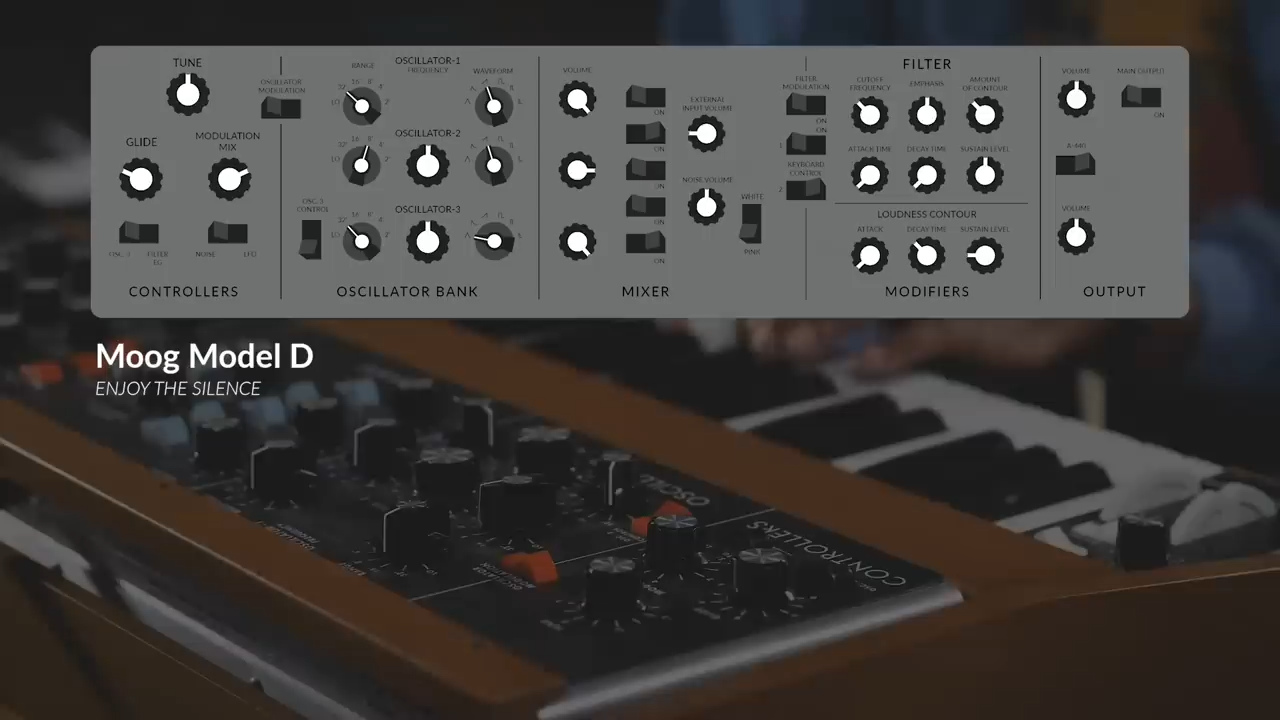 TUNE
OSCILLATOR
MODULATION
GLIDE
MODULATION
MIX
OSC. 3
FILTER
EG
NOISE
LFO
CONTROLLERS
OSCILLATOR-1
RANGE
FREQUENCY
WAVEFORM
OSCILLATOR-2
OSC. 3
CONTROL
OSCILLATOR-3
OSCILLATOR BANK
VOLUME
ON
ON
ON
ON
ON
EXTERNAL
INPUT VOLUME
NOISE VOLUME
WHITE
PINK
MIXER
FILTER
MODULATION
ON
ON
1
KEYBOARD
CONTROL
2
FILTER
CUTOFF
FREQUENCY
EMPHASIS
AMOUNT
OF CONTOUR
ATTACK TIME
DECAY TIME
SUSTAIN LEVEL
LOUDNESS CONTOUR
ATTACK
DECAY TIME
SUSTAIN LEVEL
MODIFIERS
VOLUME
MAIN OUTPUT
ON
A-440
VOLUME
OUTPUT
Moog Model D
ENJOY THE SILENCE
CONTROLLERS